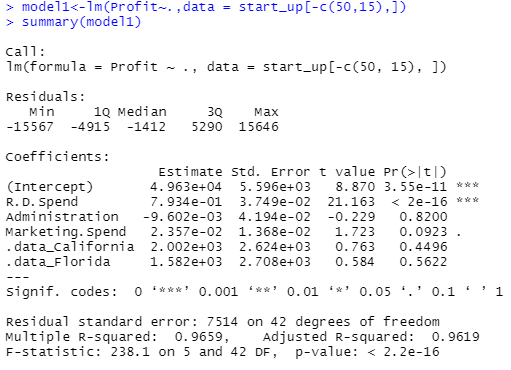 > model1<-lm(Profit~.,data = start_up[-c(50,15),])
> summary(model1)
Call:
lm(formula = Profit ~ ., data = start_up[-c(50, 15), ])
Residuals:
Min 1Q Median 3Q Max
-15567 -4915 -1412 5290 15646
Coefficients:
Estimate Std. Error t value Pr(>|t|)
(Intercept) 4.963e+04 5.596e+03 8.870 3.55e-11 ***
R.D.Spend 7.934e-01 3.749e-02 21.163 < 2e-16 ***
Administration -9.602e-03 4.194e-02 -0.229 0.8200
Marketing.Spend 2.357e-02 1.368e-02 1.723 0.0923 .
.data_California 2.002e+03 2.624e+03 0.763 0.4496
.data_Florida 1.582e+03 2.708e+03 0.584 0.5622
---
Signif. codes: 0 ‘***’ 0.001 ‘**’ 0.01 ‘*’ 0.05 ‘.’ 0.1 ‘ ’ 1
Residual standard error: 7514 on 42 degrees of freedom
Multiple R-squared: 0.9659, Adjusted R-squared: 0.9619
F-statistic: 238.1 on 5 and 42 DF, p-value: < 2.2e-16